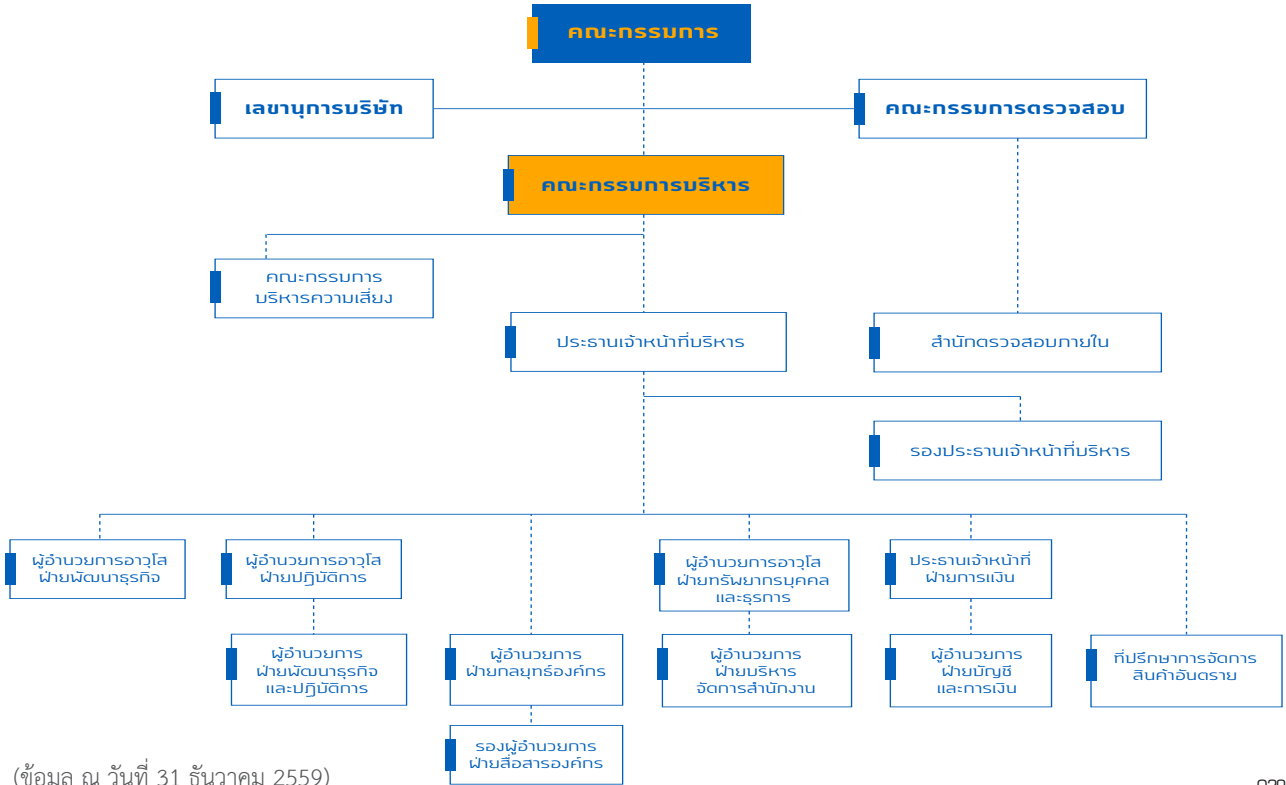 คณะกรรมการ
เลขานุการบริษัท
คณะกรรมการตรวจสอบ
คณะกรรมการบริหาร
คณะกรรมการ
บริหารความเสี่ยง
ประธานเจ้าหน้าที่บริหาร
สำนักตรวจสอบภายใน
รองประธานเจ้าหน้าที่บริหาร
ผู้อำนวยการอาวุโส
ฝ่ายพัฒนาธุรกิจ
ผู้อำนวยการอาวุโส
ฝ่ายปฏิบัติการ
ผู้อำนวยการอาวุโส
ฝ่ายทรัพยากรบุคคล
และธุรการ
ประธานเจ้าหน้าที่
ฝ่ายการเงิน
ผู้อำนวยการ
ฝ่ายพัฒนาธุรกิจ
และปฏิบัติการ
ผู้อำนวยการ
ฝ่ายกลยุทธ์องค์กร
ผู้อำนวยการ
ฝ่ายบริหาร
จัดการสำนักงาน
ผู้อำนวยการ
ฝ่ายบัญชี
และการเงิน
ที่ปรึกษาการจัดการ
สินค้าอันตราย
รองผู้อำนวยการ
ฝ่ายสื่อสารองค์กร
(ข้อมูล ณ วันที่ 31 ธันวาคม 2559)